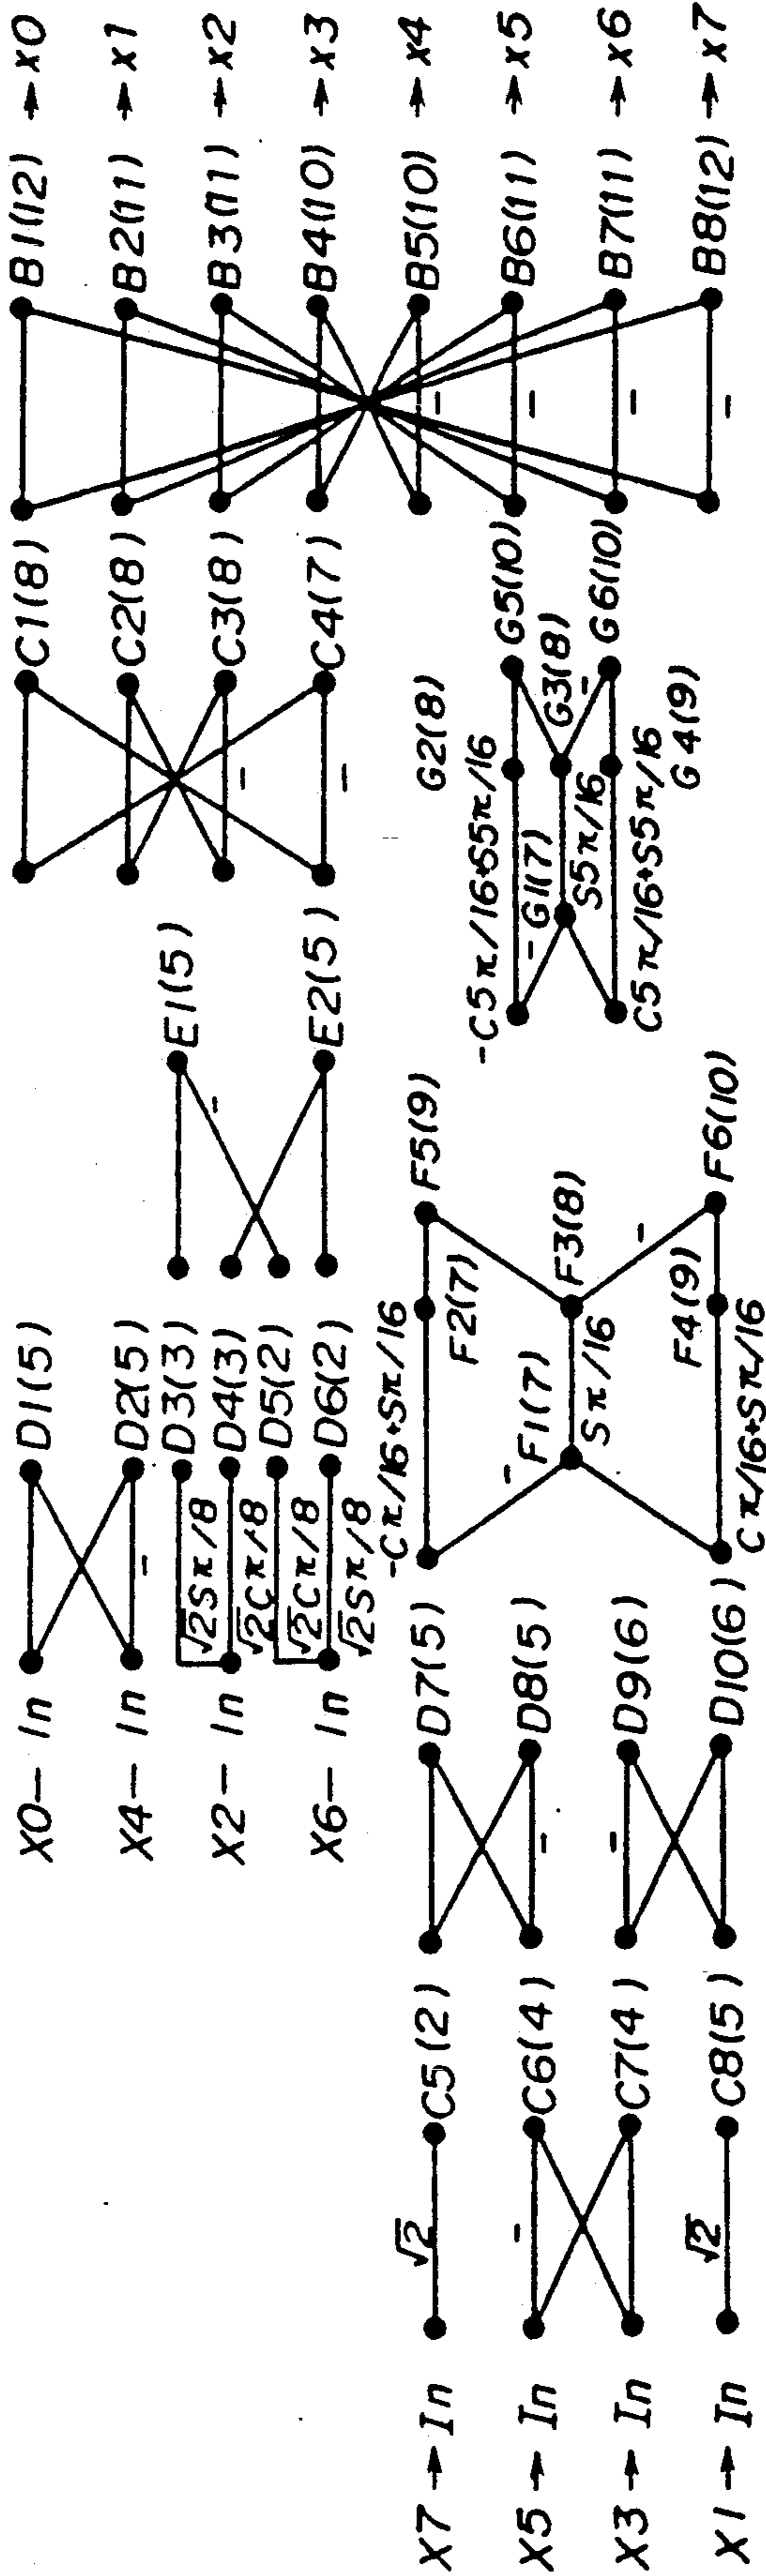 X0— In
D1(5)
C1(8)
B1(12)
→x0
X4— In
–
D2(5)
C2(8)
B2(11)
→x1
X2— In
√2Sπ/8
D3(3)
E1(5)
–
–
C3(8)
B3(11)
→x2
√2Cπ/8
D4(3)
X6— In
√2Cπ/8
D5(2)
√2Sπ/8
D6(2)
E2(5)
–
C4(7)
B4(10)
→x3
X7→In
√2
C5(2)
D7(5)
-Cπ/16+Sπ/16
F2(7)
F5(9)
G2(8)
–
B5(10)
→x4
X5→ In
–
C6(4)
–
D8(5)
–
F1(7)
-C5π/16+S5π/16
–
G1(7)
G5(10)
–
B6(11)
→x5
Sπ/16
F3(8)
S5π/16
G3(8)
–
X3→ In
C7(4)
–
D9(6)
–
C5π/16+S5π/16
G4(9)
G6(10)
–
B7(11)
→x6
X1→ In
√2
C8(5)
D10(6)
Cπ/16+Sπ/16
F4(9)
F6(10)
–
B8(12)
→x7